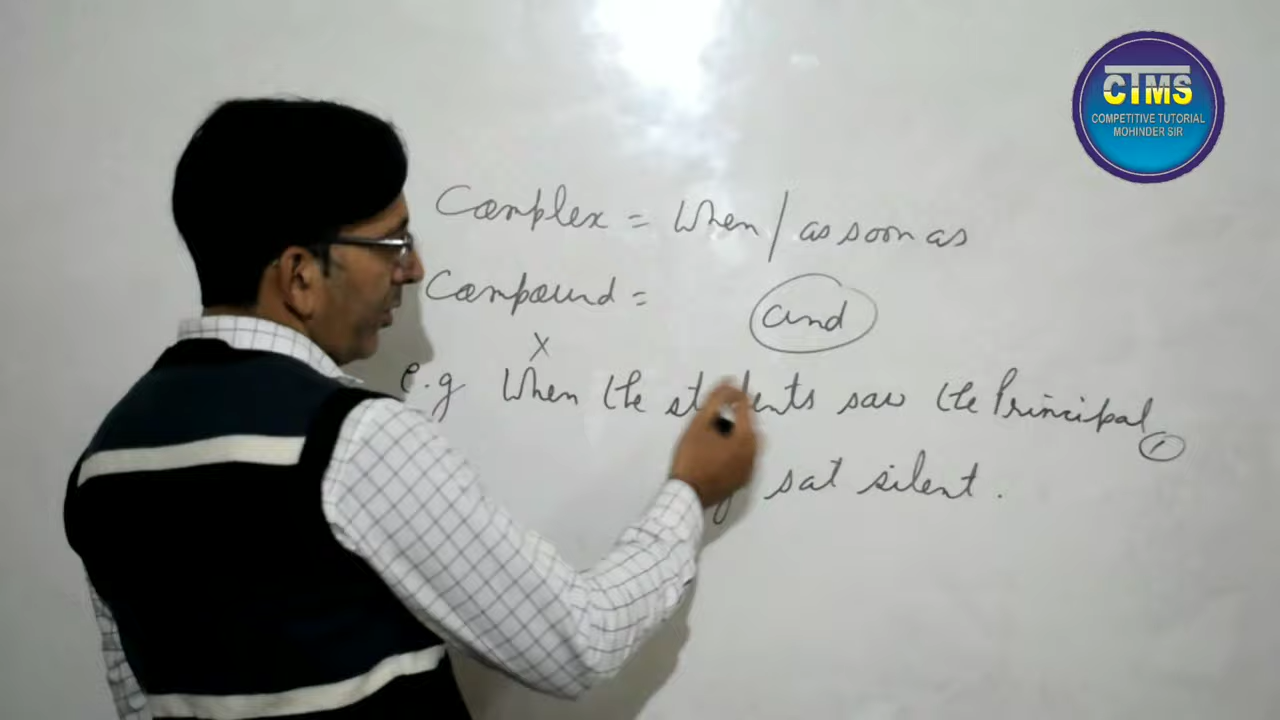 CTMS
COMPETITIVE TUTORIAL
MOHINDER SIR
Complex = When / as soon as
Compound = and
x
e.g When the students saw the Principal
1
sat silent.